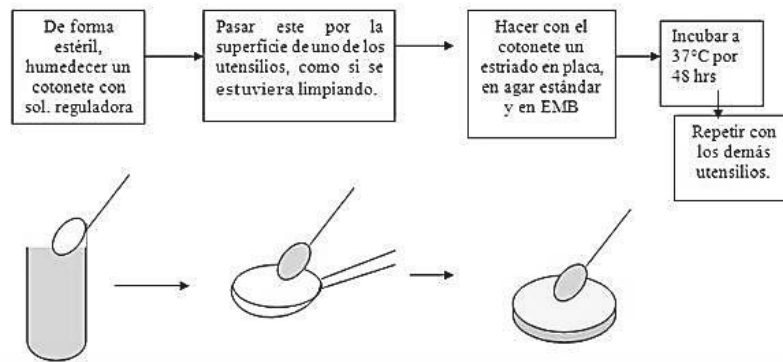 De forma
estéril,
humedecer un
cotonete con
sol. reguladora
Pasar este por la
superficie de uno de los
utensilios, como si se
estuviera limpiando.
Hacer con el
cotonete un
estriado en placa,
en agar estándar
y en EMB
Incubar a
37°C por
48 hrs
Repetir con
los demás
utensilios.